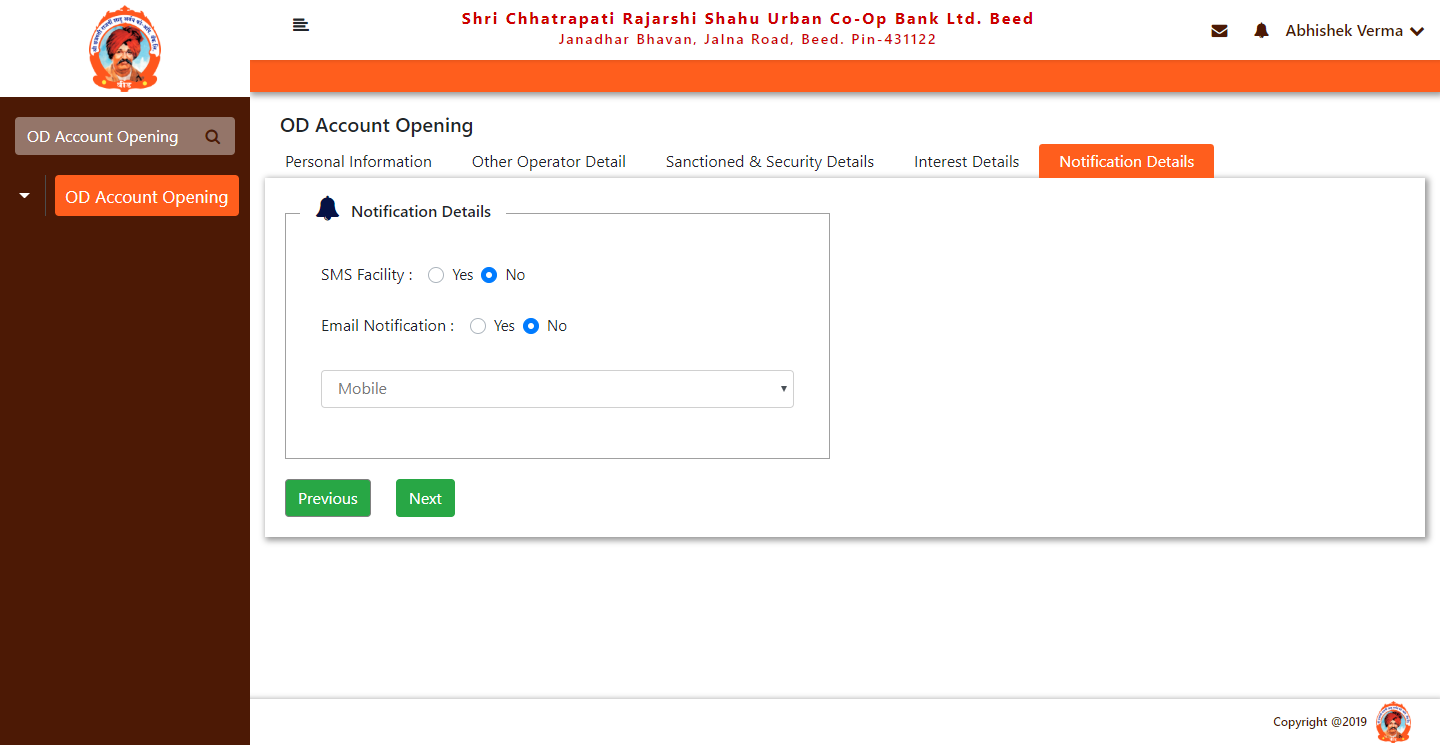 Shri Chhatrapati Rajarshi Shahu Urban Co-Op Bank Ltd. Beed
Janadhar Bhavan, Jalna Road, Beed. Pin-431122
Abhishek Verma
बीड
OD Account Opening
OD Account Opening
OD Account Opening
Personal Information
Other Operator Detail
Sanctioned & Security Details
Interest Details
Notification Details
Notification Details
SMS Facility :
Yes
No
Email Notification :
Yes
No
Mobile
Previous
Next
Copyright @2019